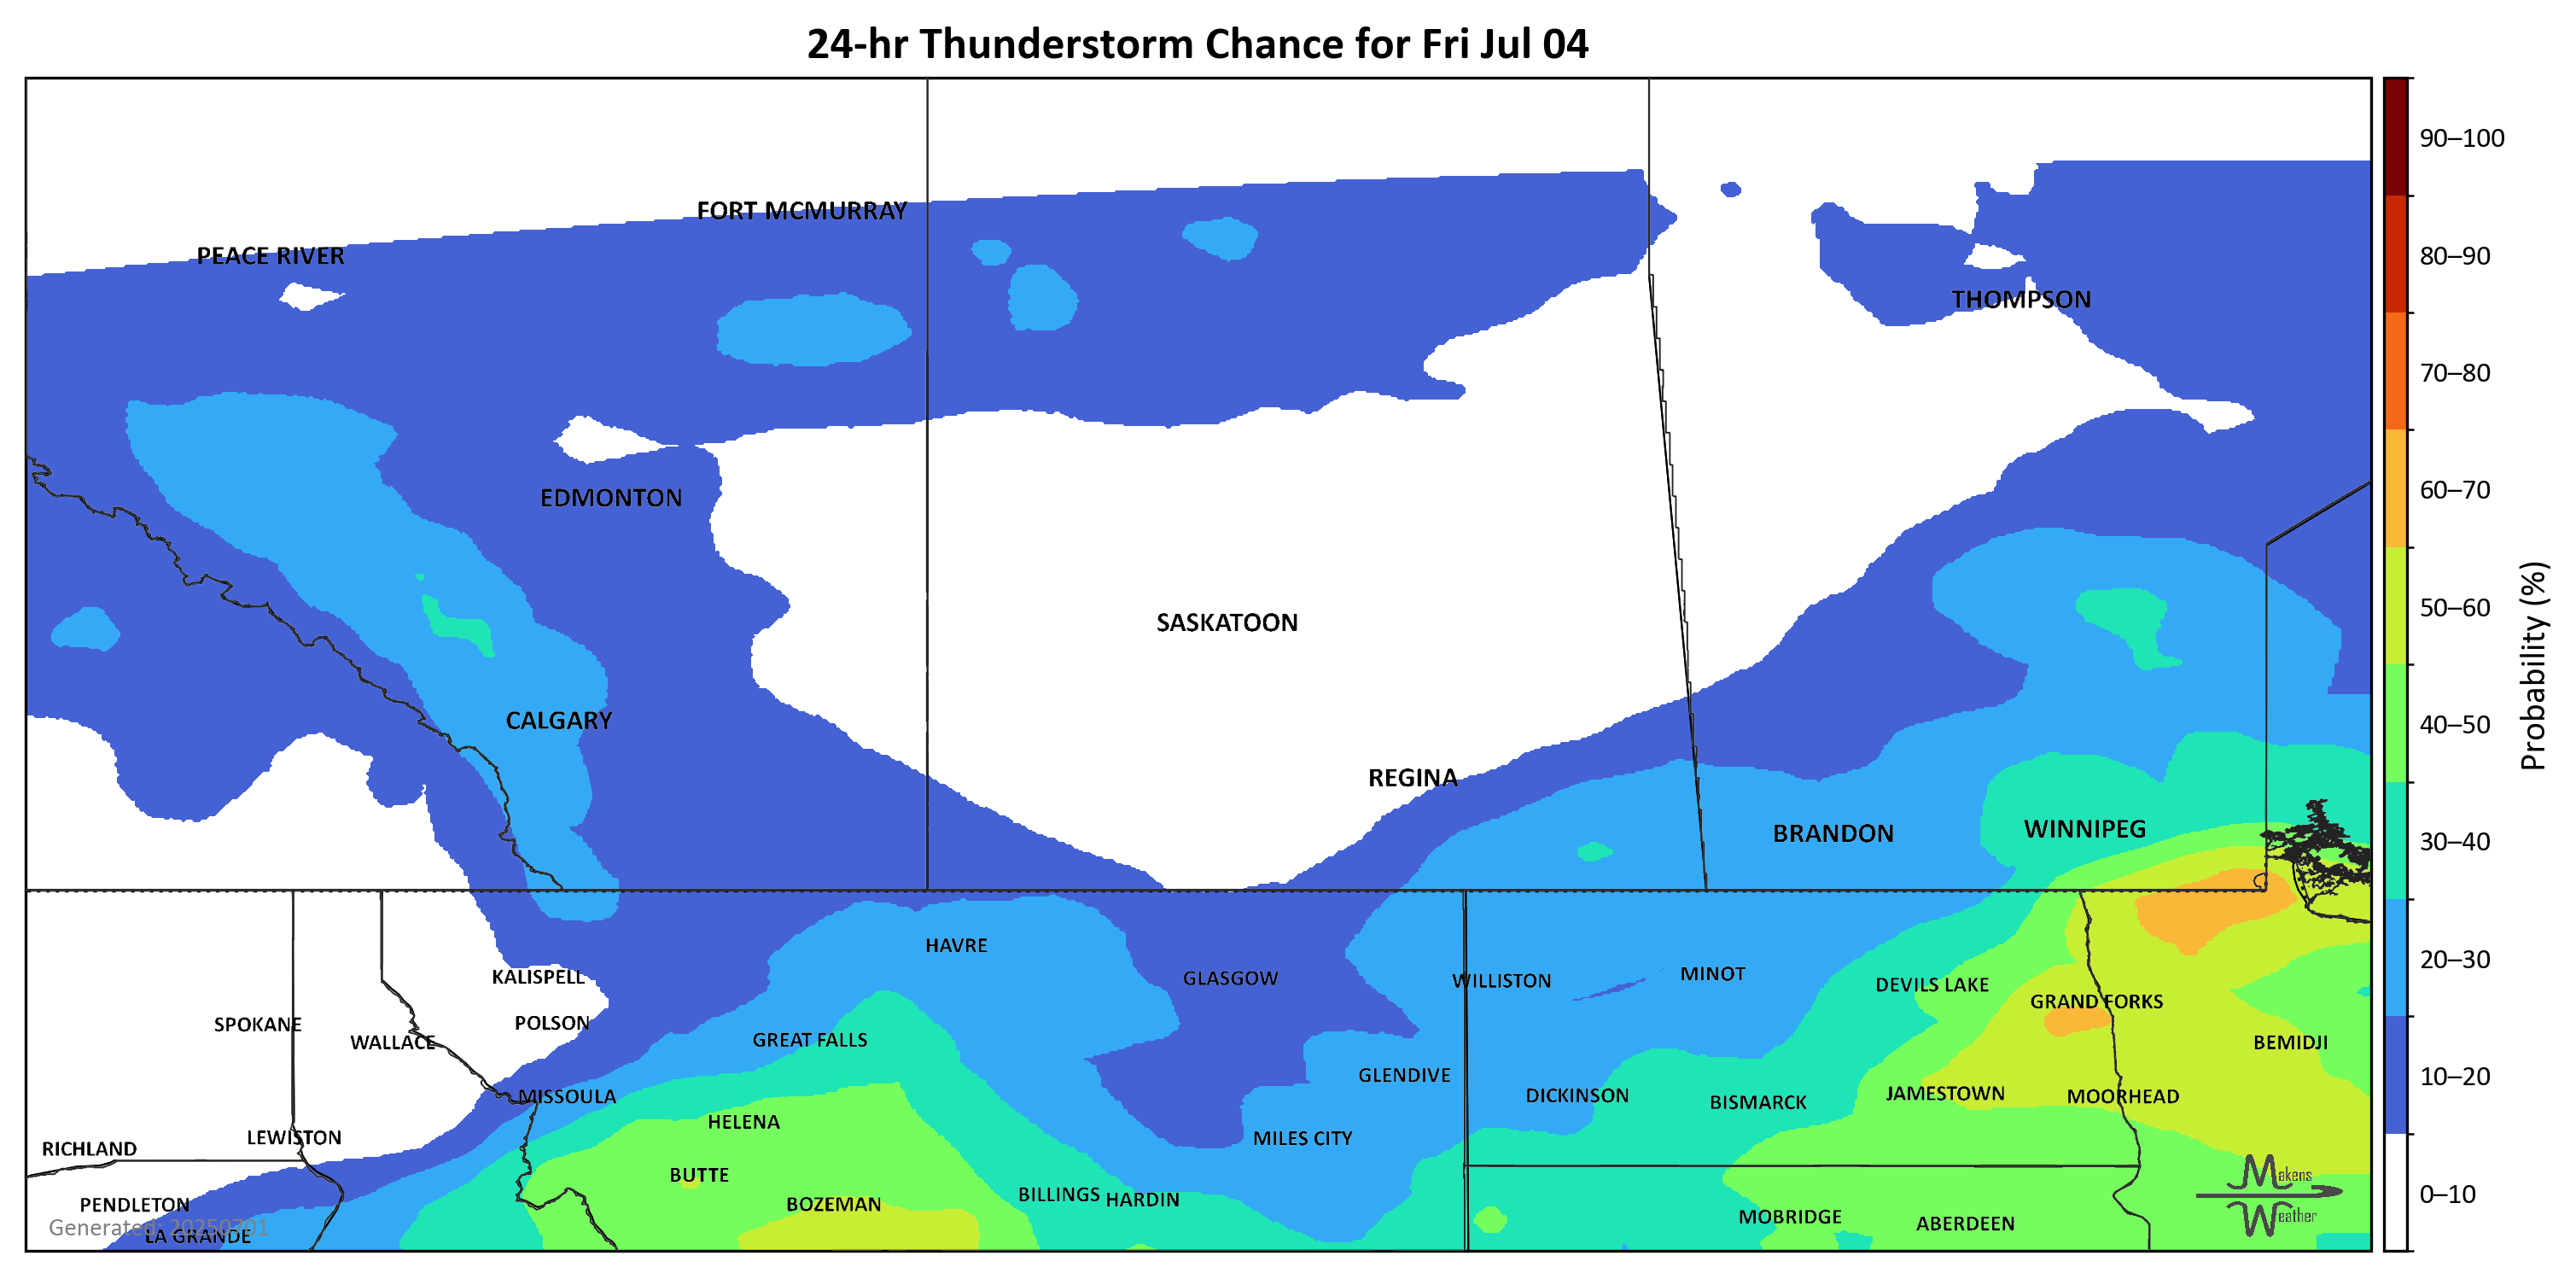 24-hr Thunderstorm Chance for Fri Jul 04
90–100
FORT MCMURRAY
PEACE RIVER
80–90
THOMPSON
70–80
EDMONTON
60–70
SASKATOON
50–60
Probability (%)
CALGARY
40–50
REGINA
BRANDON
WINNIPEG
30–40
HAVRE
KALISPELL
GLASGOW
WILLISTON
MINOT
DEVILS LAKE
20–30
SPOKANE
POLSON
GRAND FORKS
WALLACE
GREAT FALLS
BEMIDJI
GLENDIVE
10–20
MISSOULA
DICKINSON
BISMARCK
JAMESTOWN
MOORHEAD
HELENA
RICHLAND
LEWISTON
MILES CITY
BUTTE
Makens
PENDLETON
BOZEMAN
BILLINGS
HARDIN
0–10
Generated: 20250701
LA GRANDE
MOBRIDGE
ABERDEEN
Weather